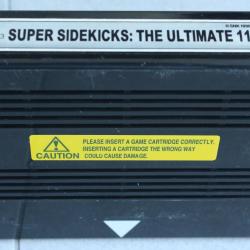 SUPER SIDEKICKS: THE ULTIMATE 11
CAUTION
PLEASE INSERT A GAME CARTRIDGE CORRECTLY.
INSERTING A CARTRIDGE THE WRONG WAY
COULD CAUSE DAMAGE.